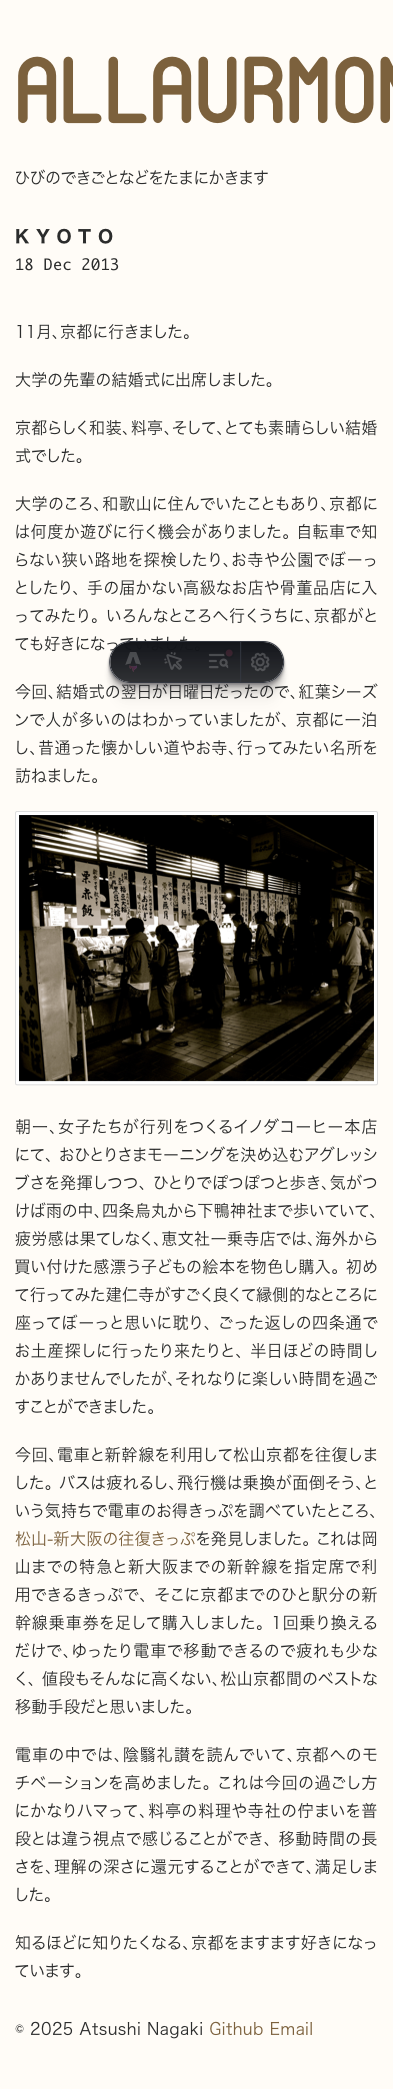 ALLAURMON
ひびのできごとなどをたまにかきます
KYOTO
18 Dec 2013
11月、京都に行きました。
大学の先輩の結婚式に出席しました。
京都らしく和装、料亭、そして、とても素晴らしい結婚
式でした。
大学のころ、和歌山に住んでいたこともあり、京都に
は何度か遊びに行く機会がありました。自転車で知
らない狭い路地を探検したり、お寺や公園でぼーっ
としたり、手の届かない高級なお店や骨董品店に入
ってみたり。いろんなところへ行くうちに、京都がと
ても好きになっていました。
今回、結婚式の翌日が日曜日だったので、紅葉シーズ
ンで人が多いのはわかっていましたが、京都に一泊
し、昔通った懐かしい道やお寺、行ってみたい名所を
訪ねました。
栗赤飯
朝一、女子たちが行列をつくるイノダコーヒー本店
にて、おひとりさまモーニングを決め込むアグレッシ
ブさを発揮しつつ、ひとりでぽつぽつと歩き、気がつ
けば雨の中、四条烏丸から下鴨神社まで歩いていて、
疲労感は果てしなく、恵文社一乗寺店では、海外から
買い付けた感漂う子どもの絵本を物色し購入。初め
て行ってみた建仁寺がすごく良くて縁側的なところに
座ってぼーっと思いに耽り、ごった返しの四条通で
お土産探しに行ったり来たりと、半日ほどの時間し
かありませんでしたが、それなりに楽しい時間を過ご
すことができました。
今回、電車と新幹線を利用して松山京都を往復しま
した。バスは疲れるし、飛行機は乗換が面倒そう、と
いう気持ちで電車のお得きっぷを調べていたところ、
松山-新大阪の往復きっぷを発見しました。これは岡
山までの特急と新大阪までの新幹線を指定席で利
用できるきっぷで、そこに京都までのひと駅分の新
幹線乗車券を足して購入しました。1回乗り換える
だけで、ゆったり電車で移動できるので疲れも少な
く、値段もそんなに高くない、松山京都間のベストな
移動手段だと思いました。
電車の中では、陰翳礼讃を読んでいて、京都へのモ
チベーションを高めました。これは今回の過ごし方
にかなりハマって、料亭の料理や寺社の佇まいを普
段とは違う視点で感じることができ、移動時間の長
さを、理解の深さに還元することができて、満足しま
した。
知るほどに知りたくなる、京都をますます好きになっ
ています。
© 2025 Atsushi Nagaki Github Email